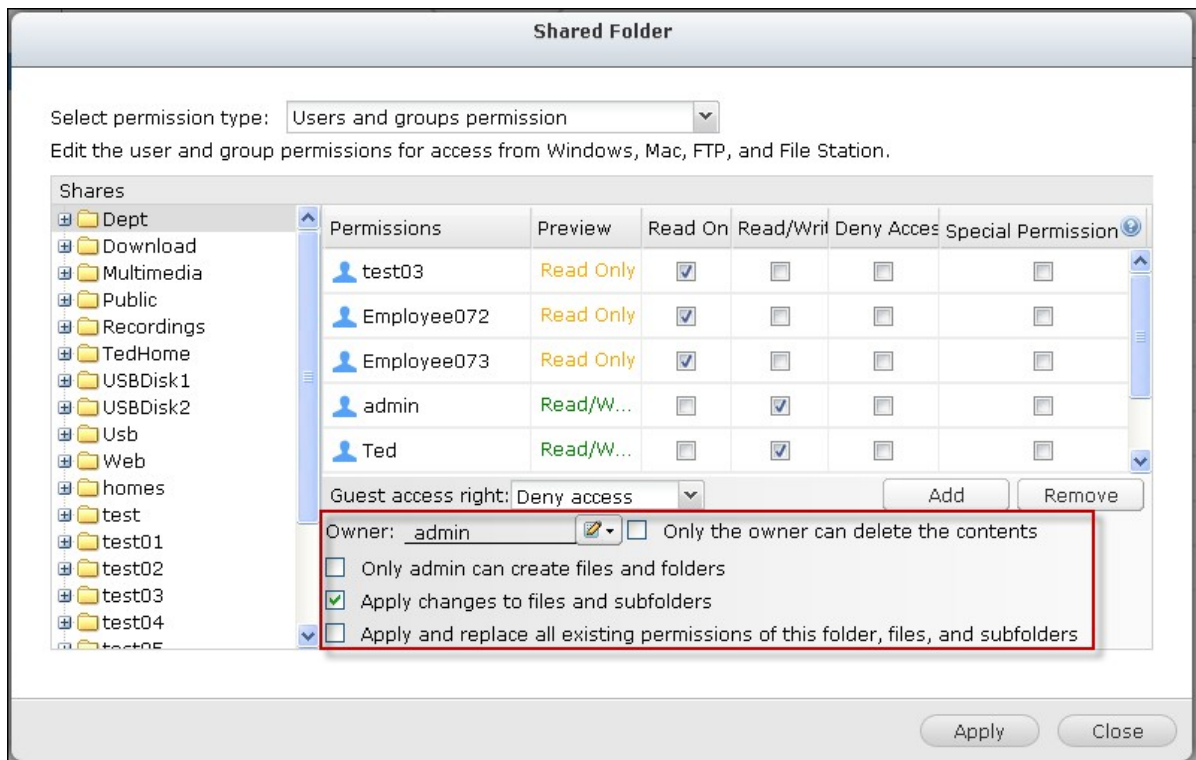 Shared Folder
Select permission type: Users and groups permission
Edit the user and group permissions for access from Windows, Mac, FTP, and File Station.
Shares
Dept
Download
Multimedia
Public
Recordings
TedHome
USBDisk1
USBDisk2
Usb
Web
homes
test
test01
test02
test03
test04
Permissions Preview Read On Read/Writ Deny Acces Special Permission
test03 Read Only
Employee072 Read Only
Employee073 Read Only
admin Read/W...
Ted Read/W...
Guest access right: Deny access Add Remove
Owner: admin Only the owner can delete the contents
Only admin can create files and folders
Apply changes to files and subfolders
Apply and replace all existing permissions of this folder, files, and subfolders
Apply Close